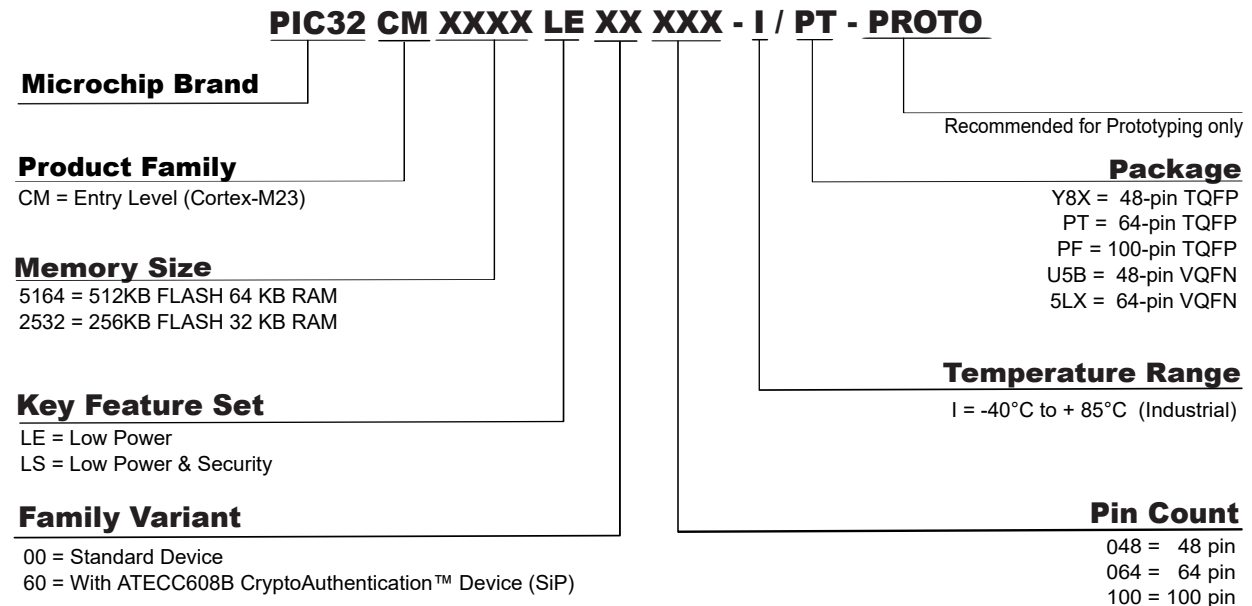 PIC32 CM XXXX LE XX XXX - I / PT - PROTO
Microchip Brand
Recommended for Prototyping only
Product Family
CM = Entry Level (Cortex-M23)
Package
Y8X = 48-pin TQFP
PT = 64-pin TQFP
PF = 100-pin TQFP
U5B = 48-pin VQFN
5LX = 64-pin VQFN
Memory Size
5164 = 512KB FLASH 64 KB RAM
2532 = 256KB FLASH 32 KB RAM
Temperature Range
I = -40°C to + 85°C (Industrial)
Key Feature Set
LE = Low Power
LS = Low Power & Security
Family Variant
00 = Standard Device
60 = With ATECC608B CryptoAuthentication™ Device (SiP)
Pin Count
048 = 48 pin
064 = 64 pin
100 = 100 pin